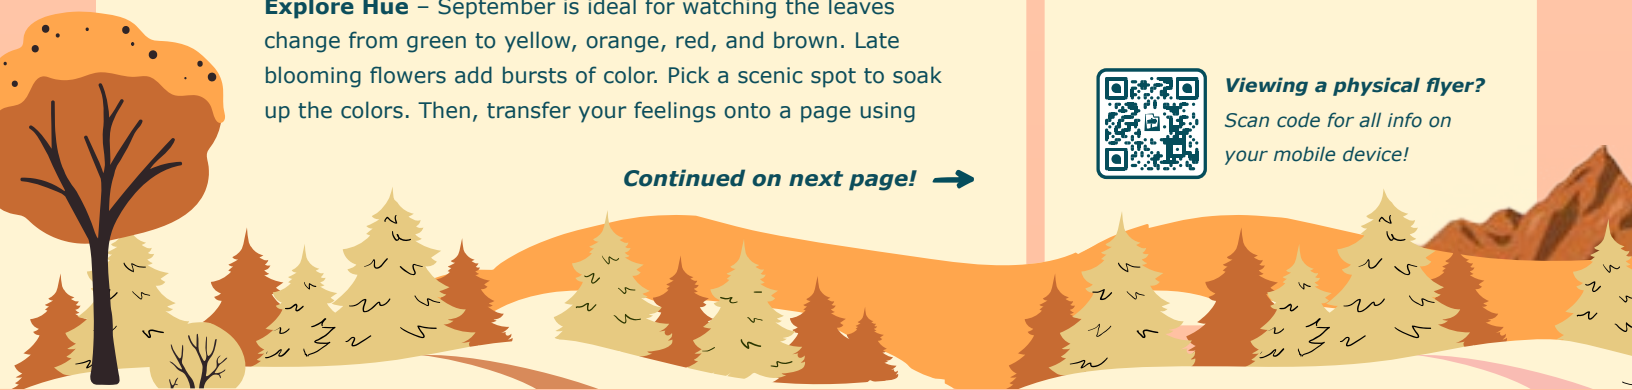 Explore Hue – September is ideal for watching the leaves
change from green to yellow, orange, red, and brown. Late
blooming flowers add bursts of color. Pick a scenic spot to soak
up the colors. Then, transfer your feelings onto a page using
Continued on next page!
Viewing a physical flyer?
Scan code for all info on
your mobile device!